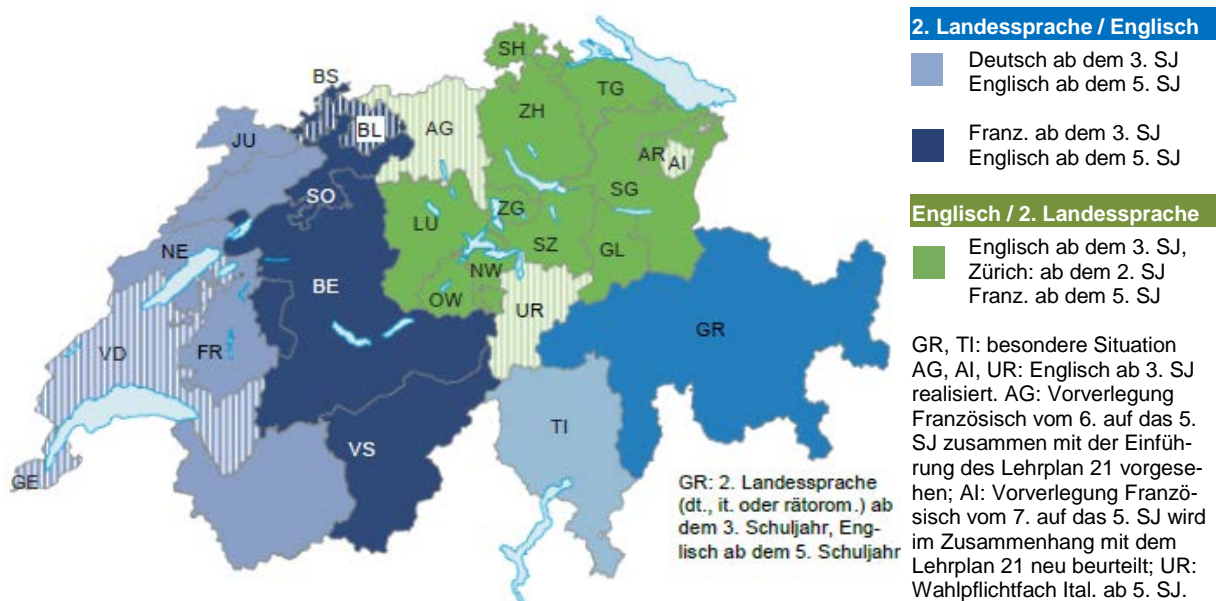 SH
BS
TG
ZH
BL
AG
JU
AR
AI
SO
SG
ZG
LU
NE
SZ
GL
NW
BE
OW
UR
GR
VD
FR
TI
VS
GE
GR: 2. Landessprache
(dt., it. oder rätorom.) ab
dem 3. Schuljahr, Eng-
lisch ab dem 5. Schuljahr
2. Landessprache / Englisch
Deutsch ab dem 3. SJ
Englisch ab dem 5. SJ
Franz. ab dem 3. SJ
Englisch ab dem 5. SJ
Englisch / 2. Landessprache
Englisch ab dem 3. SJ,
Zürich: ab dem 2. SJ
Franz. ab dem 5. SJ
GR, TI: besondere Situation
AG, AI, UR: Englisch ab 3. SJ
realisiert. AG: Vorverlegung
Französisch vom 6. auf das 5.
SJ zusammen mit der Einfüh-
rung des Lehrplan 21 vorgese-
hen; AI: Vorverlegung Franzö-
sisch vom 7. auf das 5. SJ wird
im Zusammenhang mit dem
Lehrplan 21 neu beurteilt; UR:
Wahlpflichtfach Ital. ab 5. SJ.